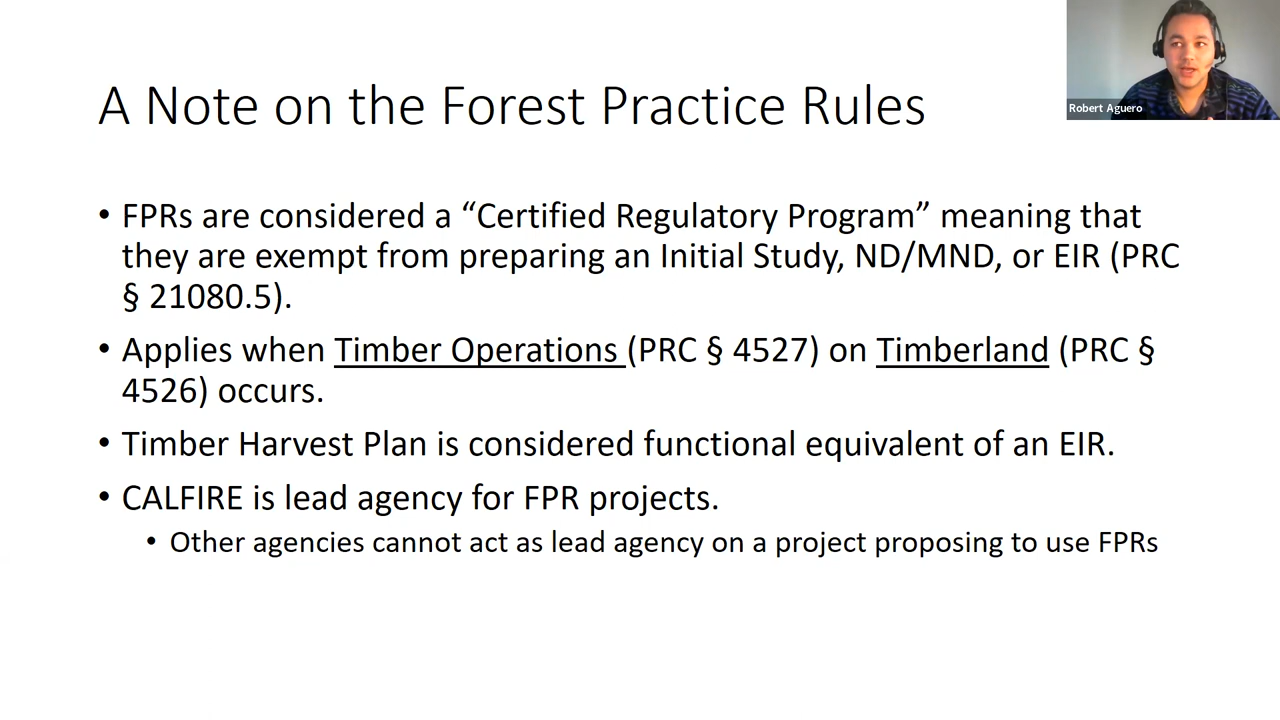 Robert Aguero
A Note on the Forest Practice Rules
• FPRs are considered a “Certified Regulatory Program” meaning that
they are exempt from preparing an Initial Study, ND/MND, or EIR (PRC
§ 21080.5).
• Applies when Timber Operations (PRC § 4527) on Timberland (PRC §
4526) occurs.
• Timber Harvest Plan is considered functional equivalent of an EIR.
• CALFIRE is lead agency for FPR projects.
• Other agencies cannot act as lead agency on a project proposing to use FPRs